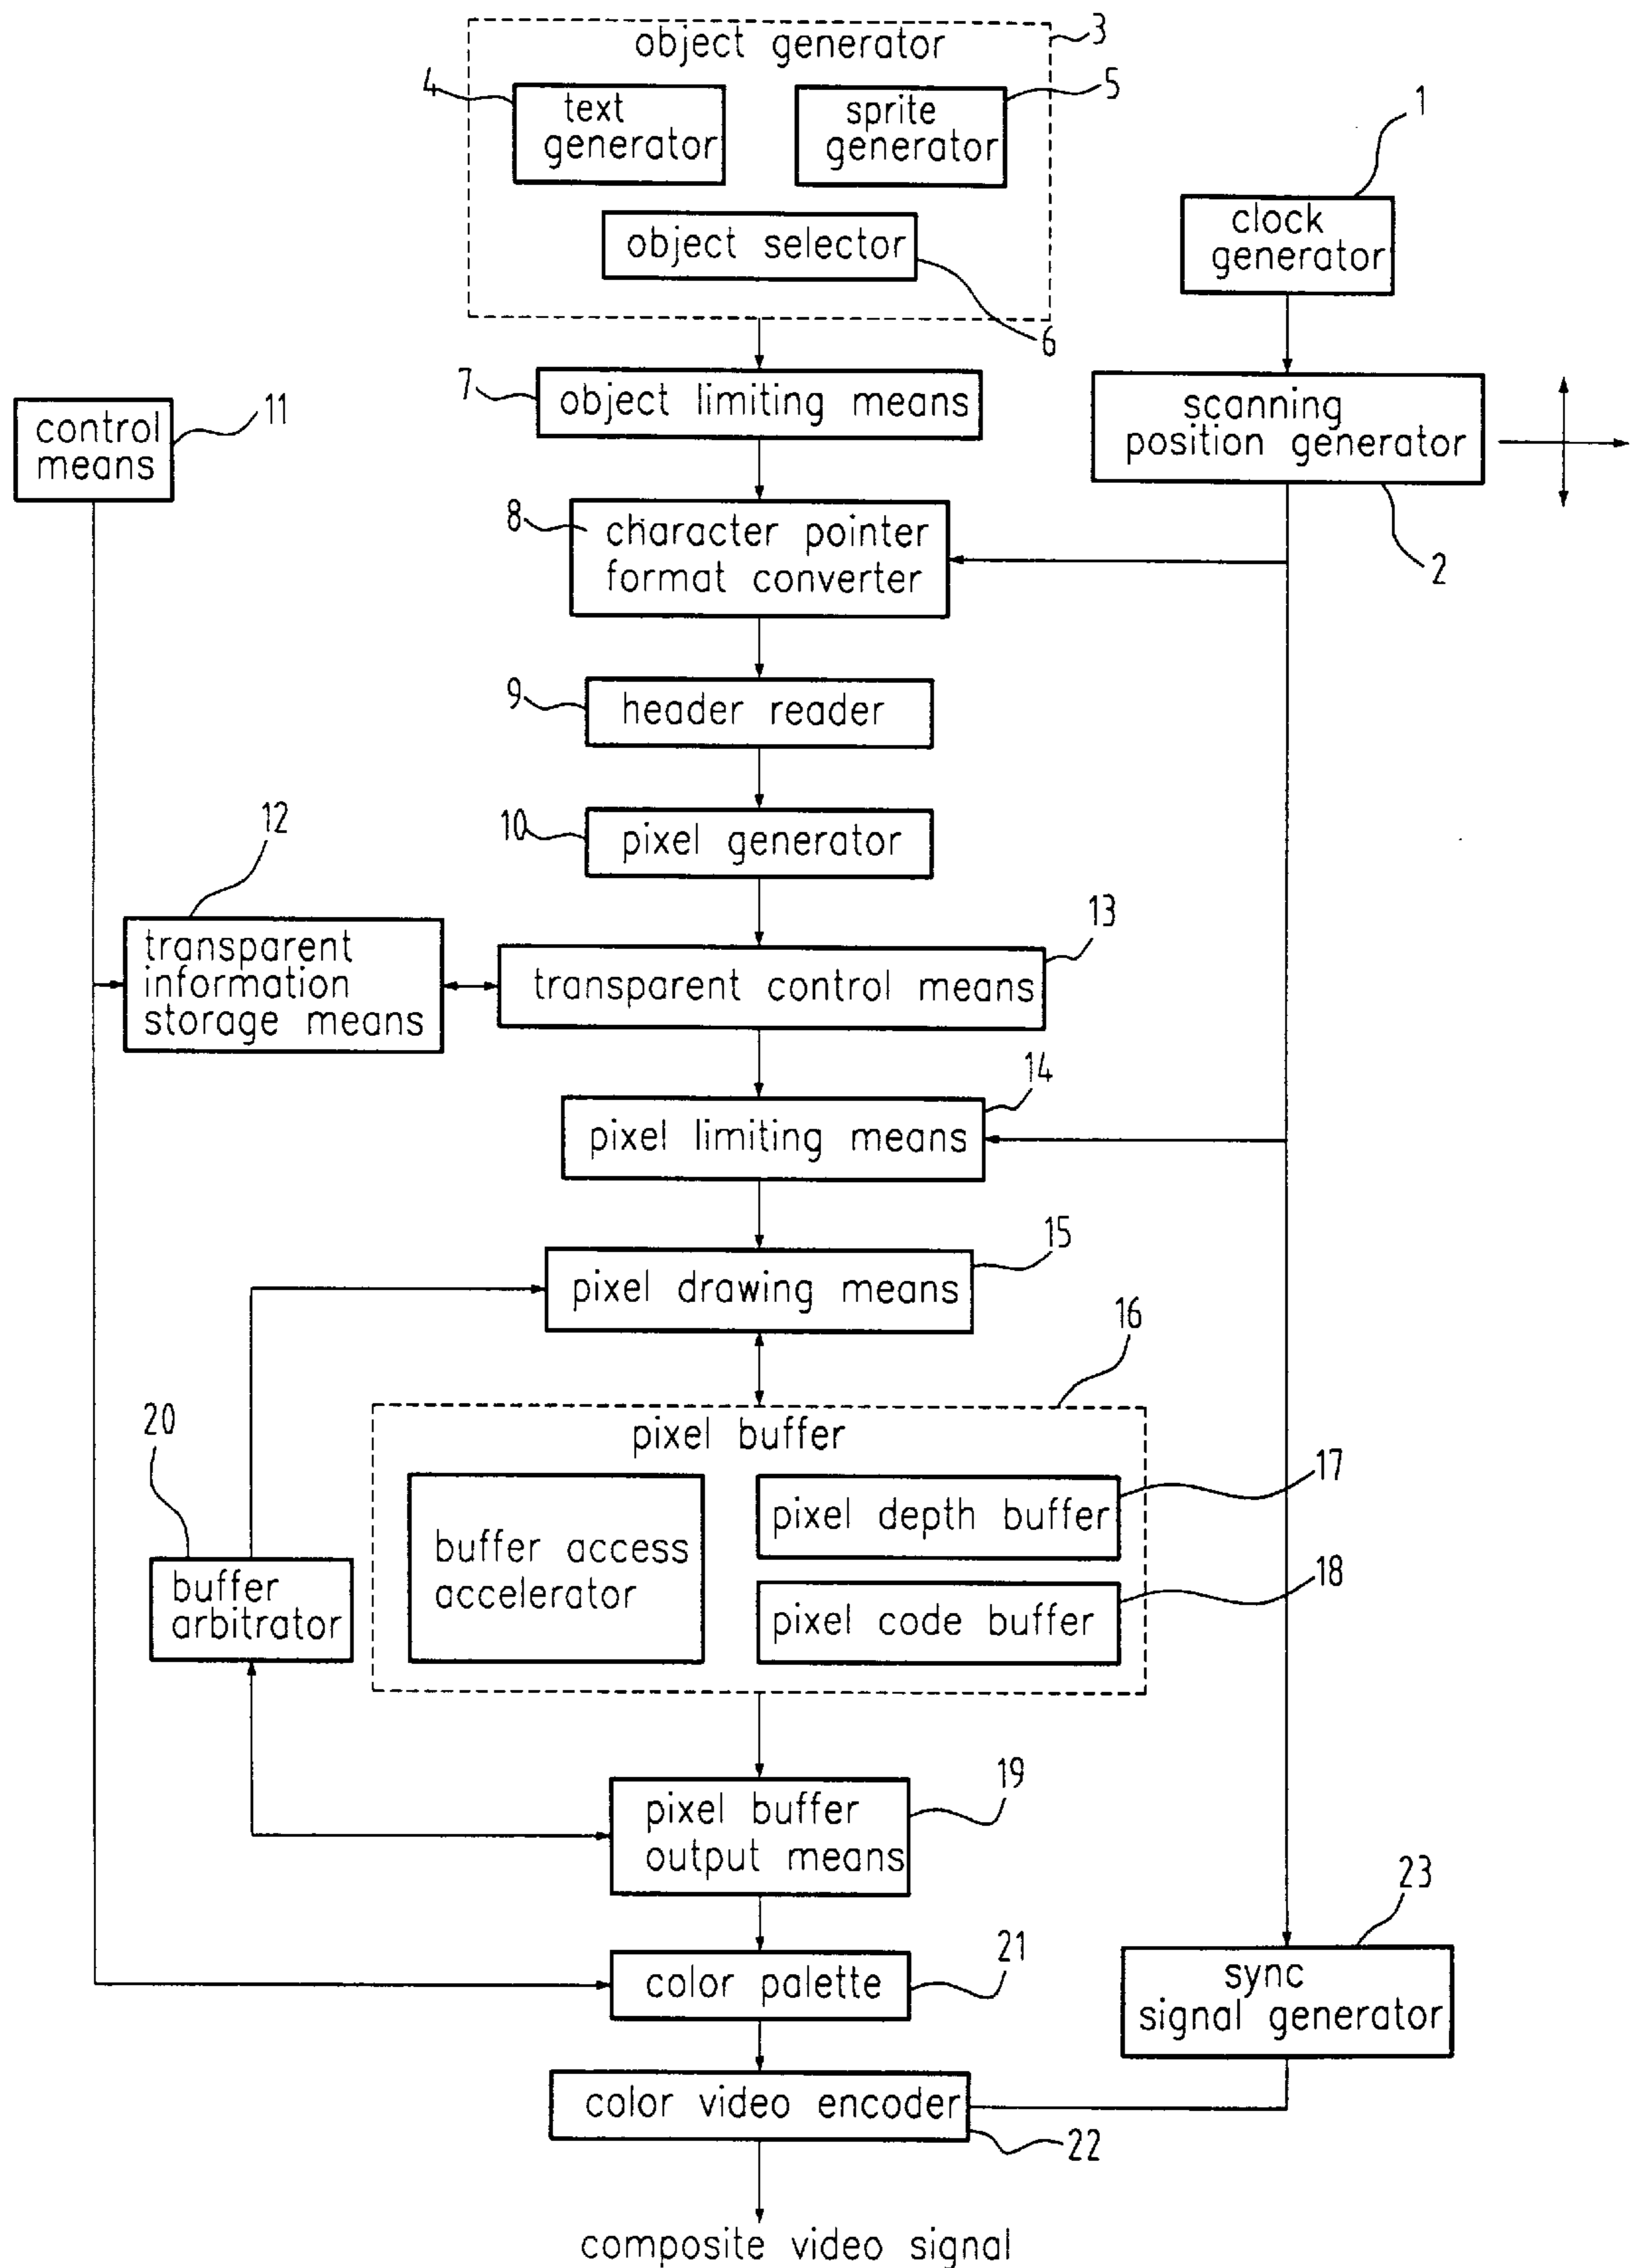 object generator
3
4
text
generator
sprite
generator
5
object selector
6
1
clock
generator
7
object limiting means
scanning
position generator
2
control
means
11
8
character pointer
format converter
9
header reader
10
pixel generator
12
transparent
information
storage means
13
transparent control means
14
pixel limiting means
15
pixel drawing means
16
pixel buffer
buffer access
accelerator
pixel depth buffer
17
pixel code buffer
18
20
buffer
arbitrator
19
pixel buffer
output means
21
color palette
23
sync
signal generator
color video encoder
22
composite video signal